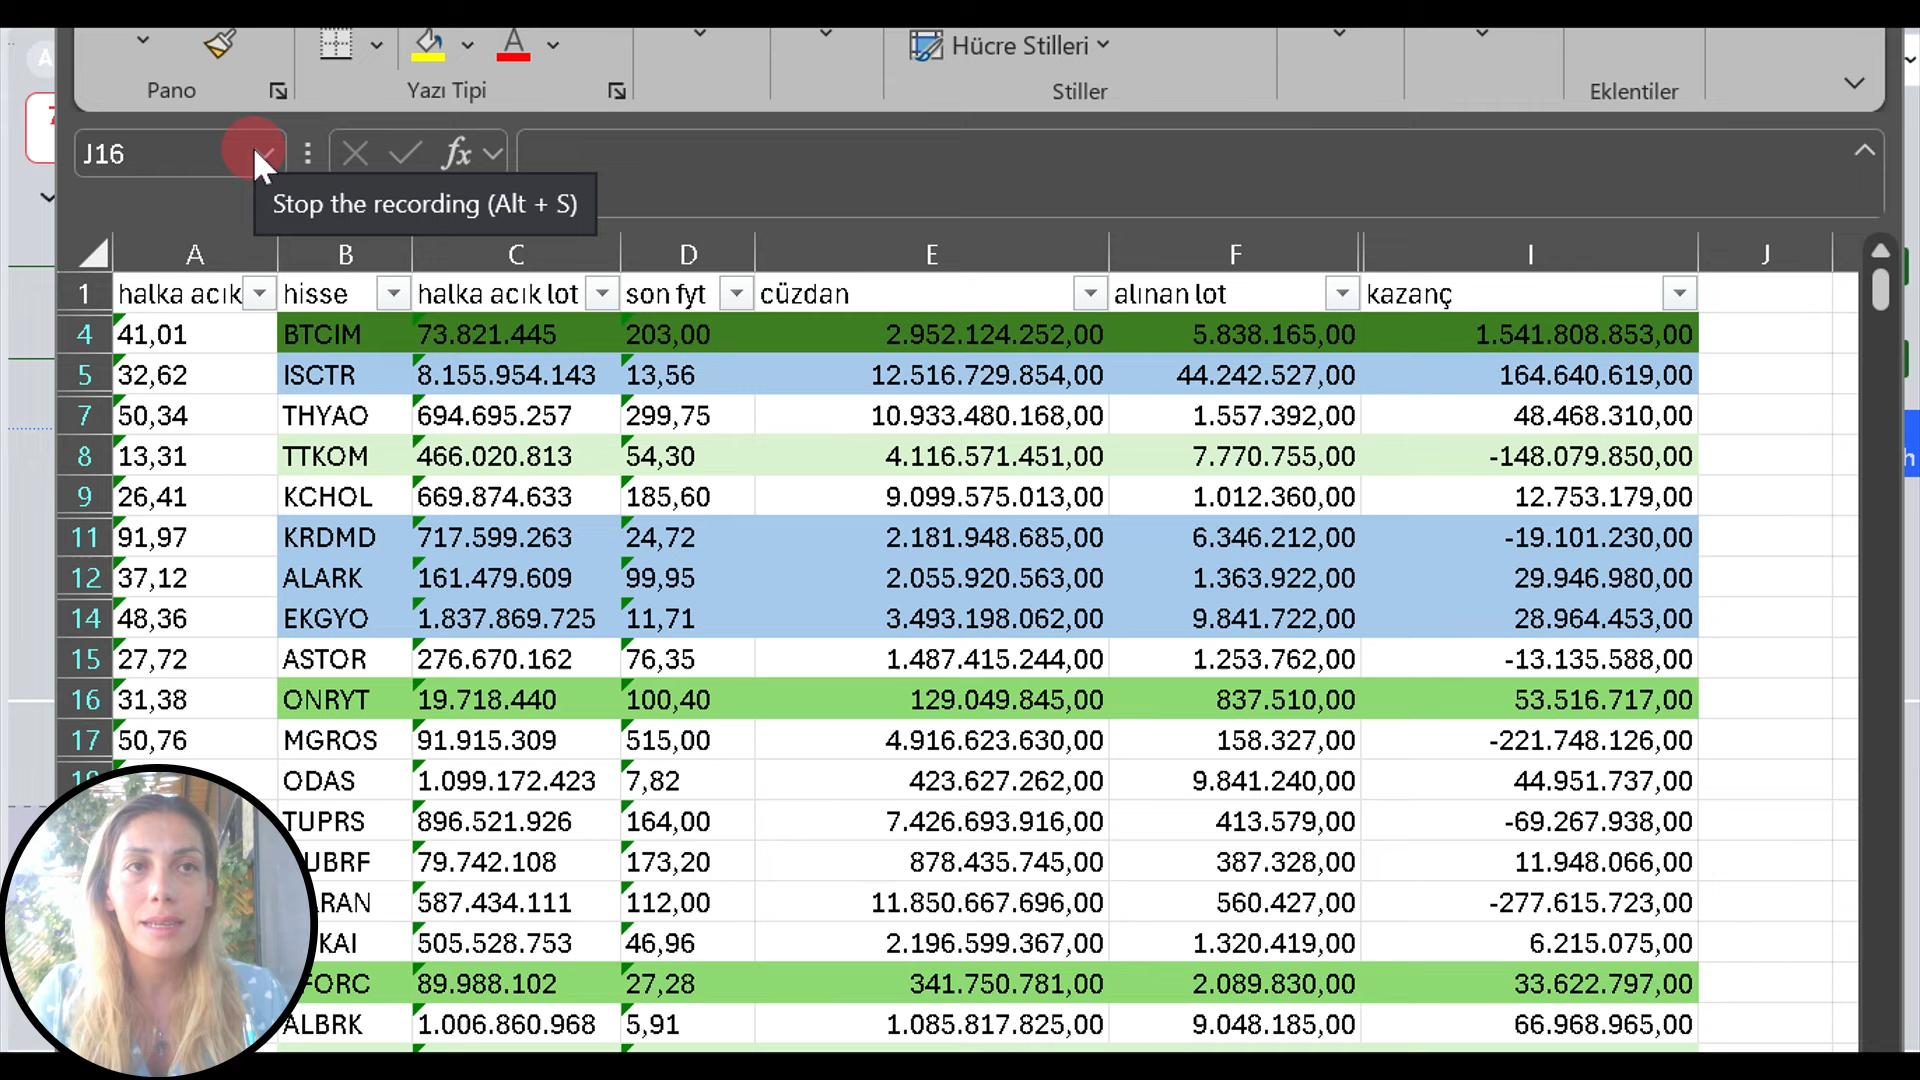 Hücre Stilleri
Pano
Yazı Tipi
Stiller
Eklentiler
J16
fx
Stop the recording (Alt + S)
A B C D E F I J
1 halka acık hisse halka acık lot son fyt cüzdan alınan lot kazanç
4 41,01 BTCIM 73.821.445 203,00 2.952.124.252,00 5.838.165,00 1.541.808.853,00
5 32,62 ISCTR 8.155.954.143 13,56 12.516.729.854,00 44.242.527,00 164.640.619,00
7 50,34 THYAO 694.695.257 299,75 10.933.480.168,00 1.557.392,00 48.468.310,00
8 13,31 TTKOM 466.020.813 54,30 4.116.571.451,00 7.770.755,00 -148.079.850,00
9 26,41 KCHOL 669.874.633 185,60 9.099.575.013,00 1.012.360,00 12.753.179,00
11 91,97 KRDMD 717.599.263 24,72 2.181.948.685,00 6.346.212,00 -19.101.230,00
12 37,12 ALARK 161.479.609 99,95 2.055.920.563,00 1.363.922,00 29.946.980,00
14 48,36 EKGYO 1.837.869.725 11,71 3.493.198.062,00 9.841.722,00 28.964.453,00
15 27,72 ASTOR 276.670.162 76,35 1.487.415.244,00 1.253.762,00 -13.135.588,00
16 31,38 ONRYT 19.718.440 100,40 129.049.845,00 837.510,00 53.516.717,00
17 50,76 MGROS 91.915.309 515,00 4.916.623.630,00 158.327,00 -221.748.126,00
ODAS 1.099.172.423 7,82 423.627.262,00 9.841.240,00 44.951.737,00
TUPRS 896.521.926 164,00 7.426.693.916,00 413.579,00 -69.267.938,00
UBRF 79.742.108 173,20 878.435.745,00 387.328,00 11.948.066,00
RAN 587.434.111 112,00 11.850.667.696,00 560.427,00 -277.615.723,00
KAI 505.528.753 46,96 2.196.599.367,00 1.320.419,00 6.215.075,00
FORC 89.988.102 27,28 341.750.781,00 2.089.830,00 33.622.797,00
ALBRK 1.006.860.968 5,91 1.085.817.825,00 9.048.185,00 66.968.965,00